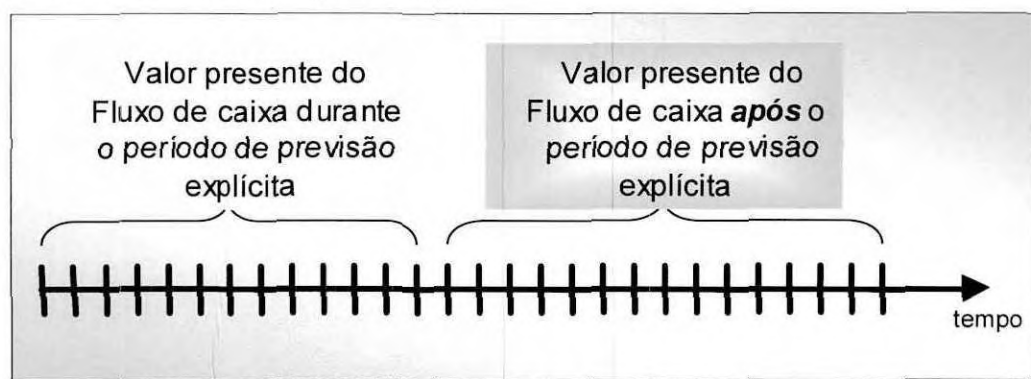 Valor presente do
Fluxo de caixa durante
o período de previsão
explícita
Valor presente do
Fluxo de caixa após o
período de previsão
explícita
tempo